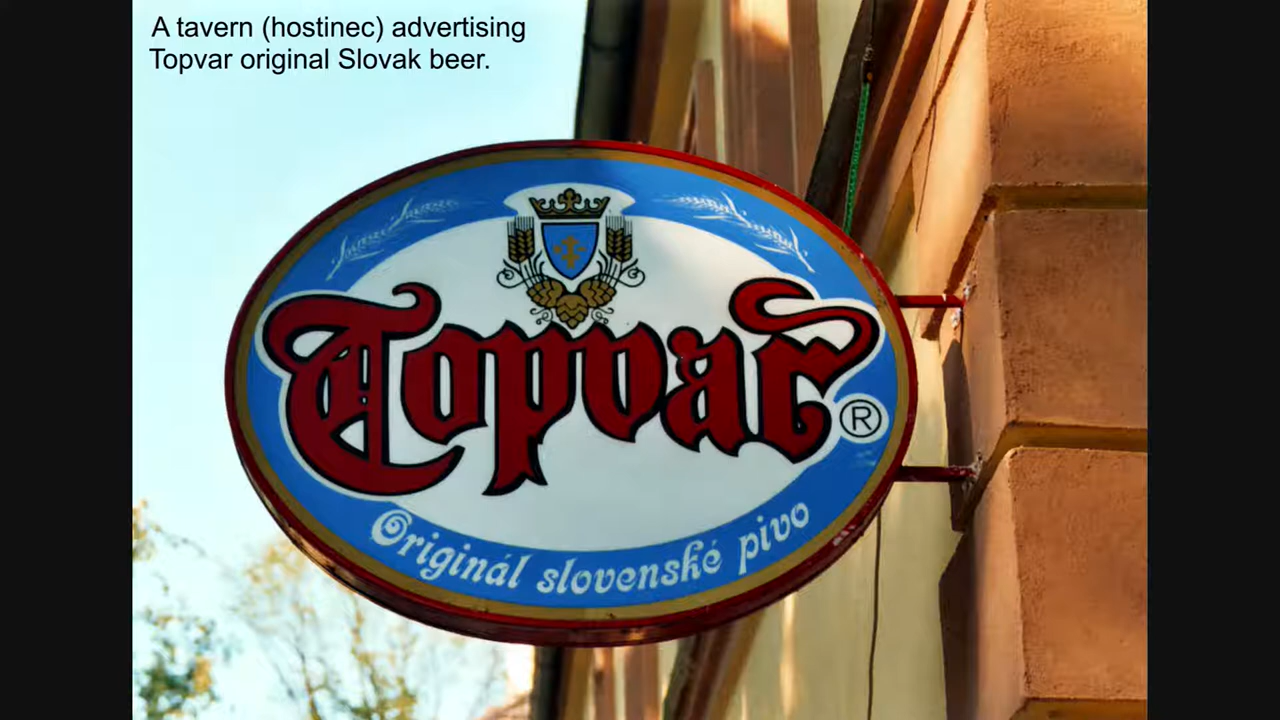 A tavern (hostinec) advertising
Topvar original Slovak beer.
Topvar
®
Originál slovenské pivo